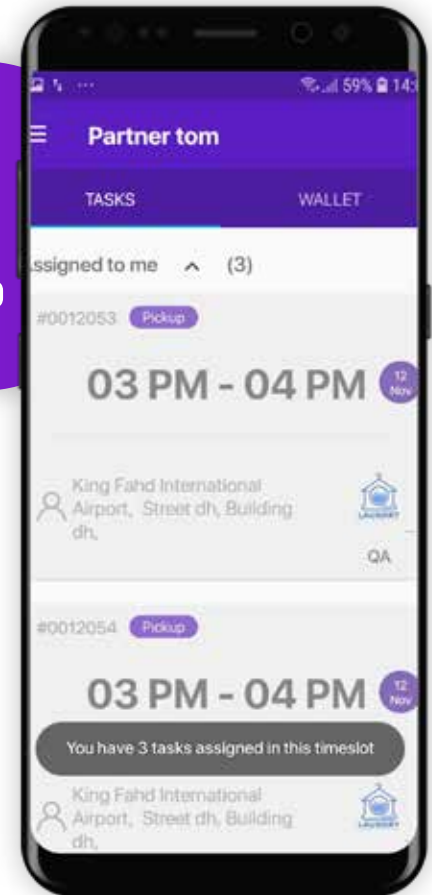 59% 14:
Partner tom
TASKS WALLET
ssigned to me (3)
#0012053 Pickup
03 PM - 04 PM 12 Nov
King Fahd International
Airport, Street dh, Building
dh,
LAUNDRY
QA
#0012054 Pickup
03 PM - 04 PM 12 Nov
You have 3 tasks assigned in this timeslot
King Fahd International
Airport, Street dh, Building
dh,
LAUNDRY